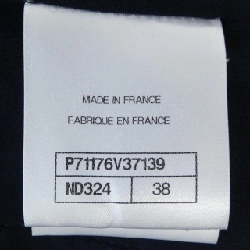 MADE IN FRANCE
FABRIQUE EN FRANCE
P71176V37139
ND324 38